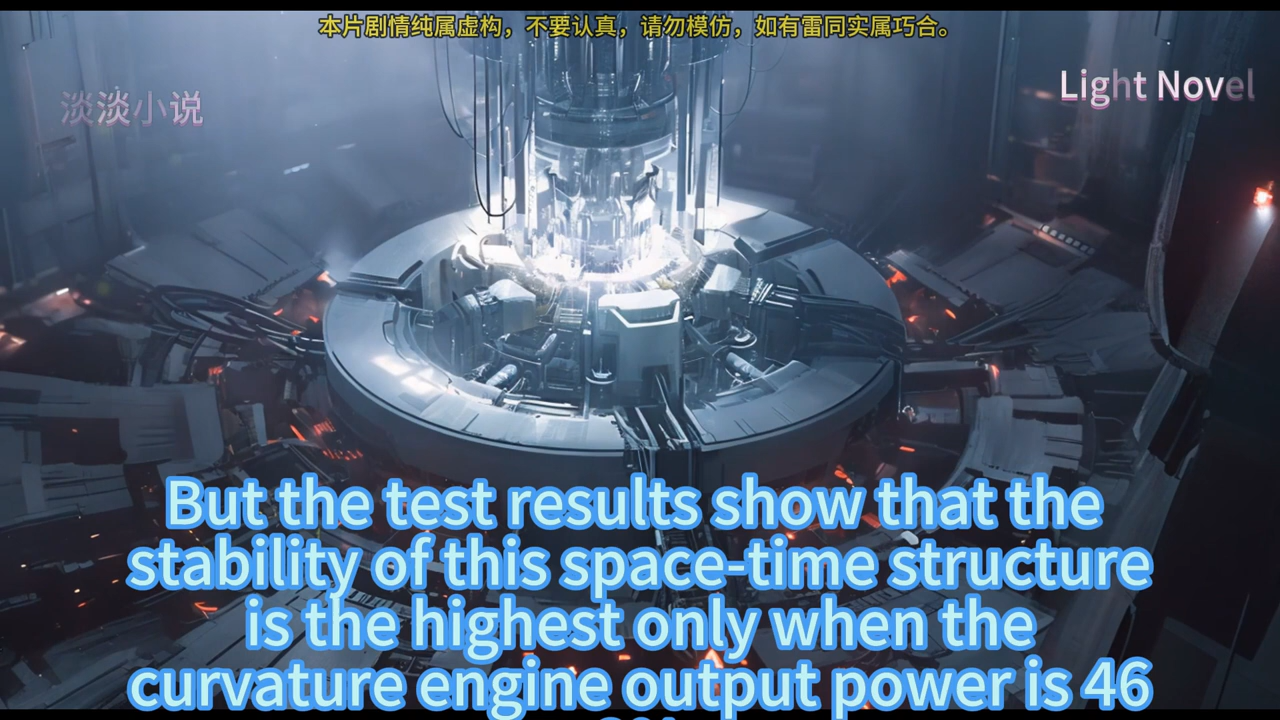 本片剧情纯属虚构，不要认真，请勿模仿，如有雷同实属巧合。
淡淡小说
Light Novel
But the test results show that the
stability of this space-time structure
is the highest only when the
curvature engine output power is 46